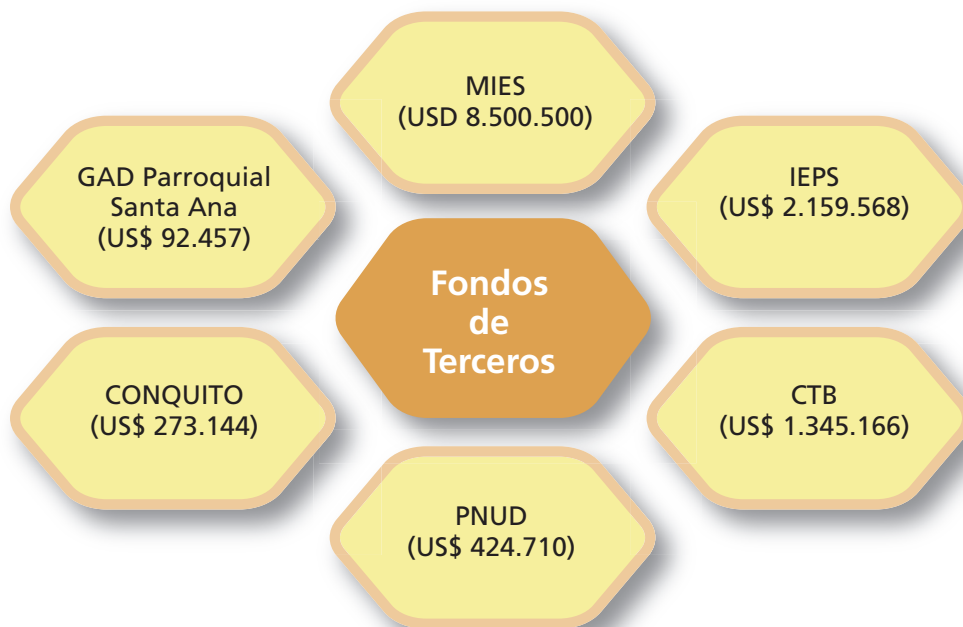 MIES
(USD 8.500.500)
GAD Parroquial
Santa Ana
(US$ 92.457)
IEPS
(US$ 2.159.568)
Fondos
de
Terceros
CONQUITO
(US$ 273.144)
CTB
(US$ 1.345.166)
PNUD
(US$ 424.710)